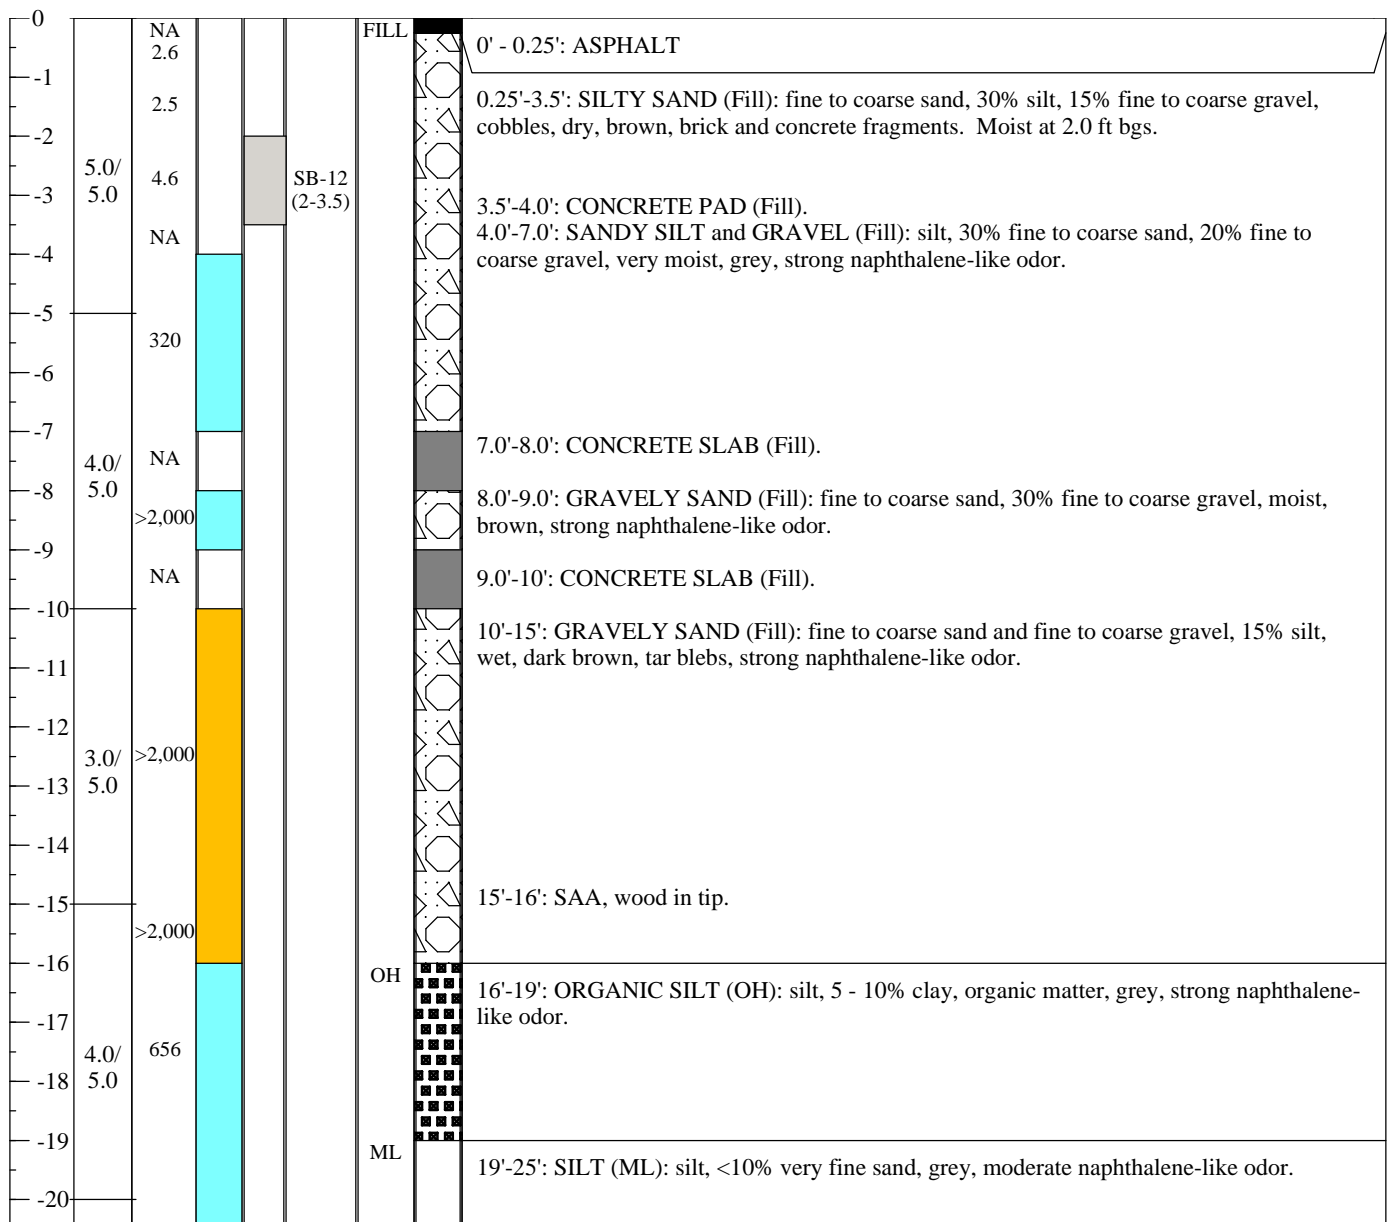 0
NA
FILL
2.6
0' - 0.25': ASPHALT
-1
2.5
0.25'-3.5': SILTY SAND (Fill): fine to coarse sand, 30% silt, 15% fine to coarse gravel,
cobbles, dry, brown, brick and concrete fragments.  Moist at 2.0 ft bgs.
-2
5.0/
5.0
4.6
SB-12
(2-3.5)
-3
3.5'-4.0': CONCRETE PAD (Fill).
NA
4.0'-7.0': SANDY SILT and GRAVEL (Fill): silt, 30% fine to coarse sand, 20% fine to
coarse gravel, very moist, grey, strong naphthalene-like odor.
-4
-5
320
-6
-7
7.0'-8.0': CONCRETE SLAB (Fill).
4.0/
5.0
NA
-8
8.0'-9.0': GRAVELY SAND (Fill): fine to coarse sand, 30% fine to coarse gravel, moist,
brown, strong naphthalene-like odor.
>2,000
-9
NA
9.0'-10': CONCRETE SLAB (Fill).
-10
10'-15': GRAVELY SAND (Fill): fine to coarse sand and fine to coarse gravel, 15% silt,
wet, dark brown, tar blebs, strong naphthalene-like odor.
-11
-12
3.0/
5.0
>2,000
-13
-14
15'-16': SAA, wood in tip.
-15
>2,000
-16
OH
16'-19': ORGANIC SILT (OH): silt, 5 - 10% clay, organic matter, grey, strong naphthalene-
like odor.
-17
4.0/
5.0
656
-18
-19
ML
19'-25': SILT (ML): silt, <10% very fine sand, grey, moderate naphthalene-like odor.
-20